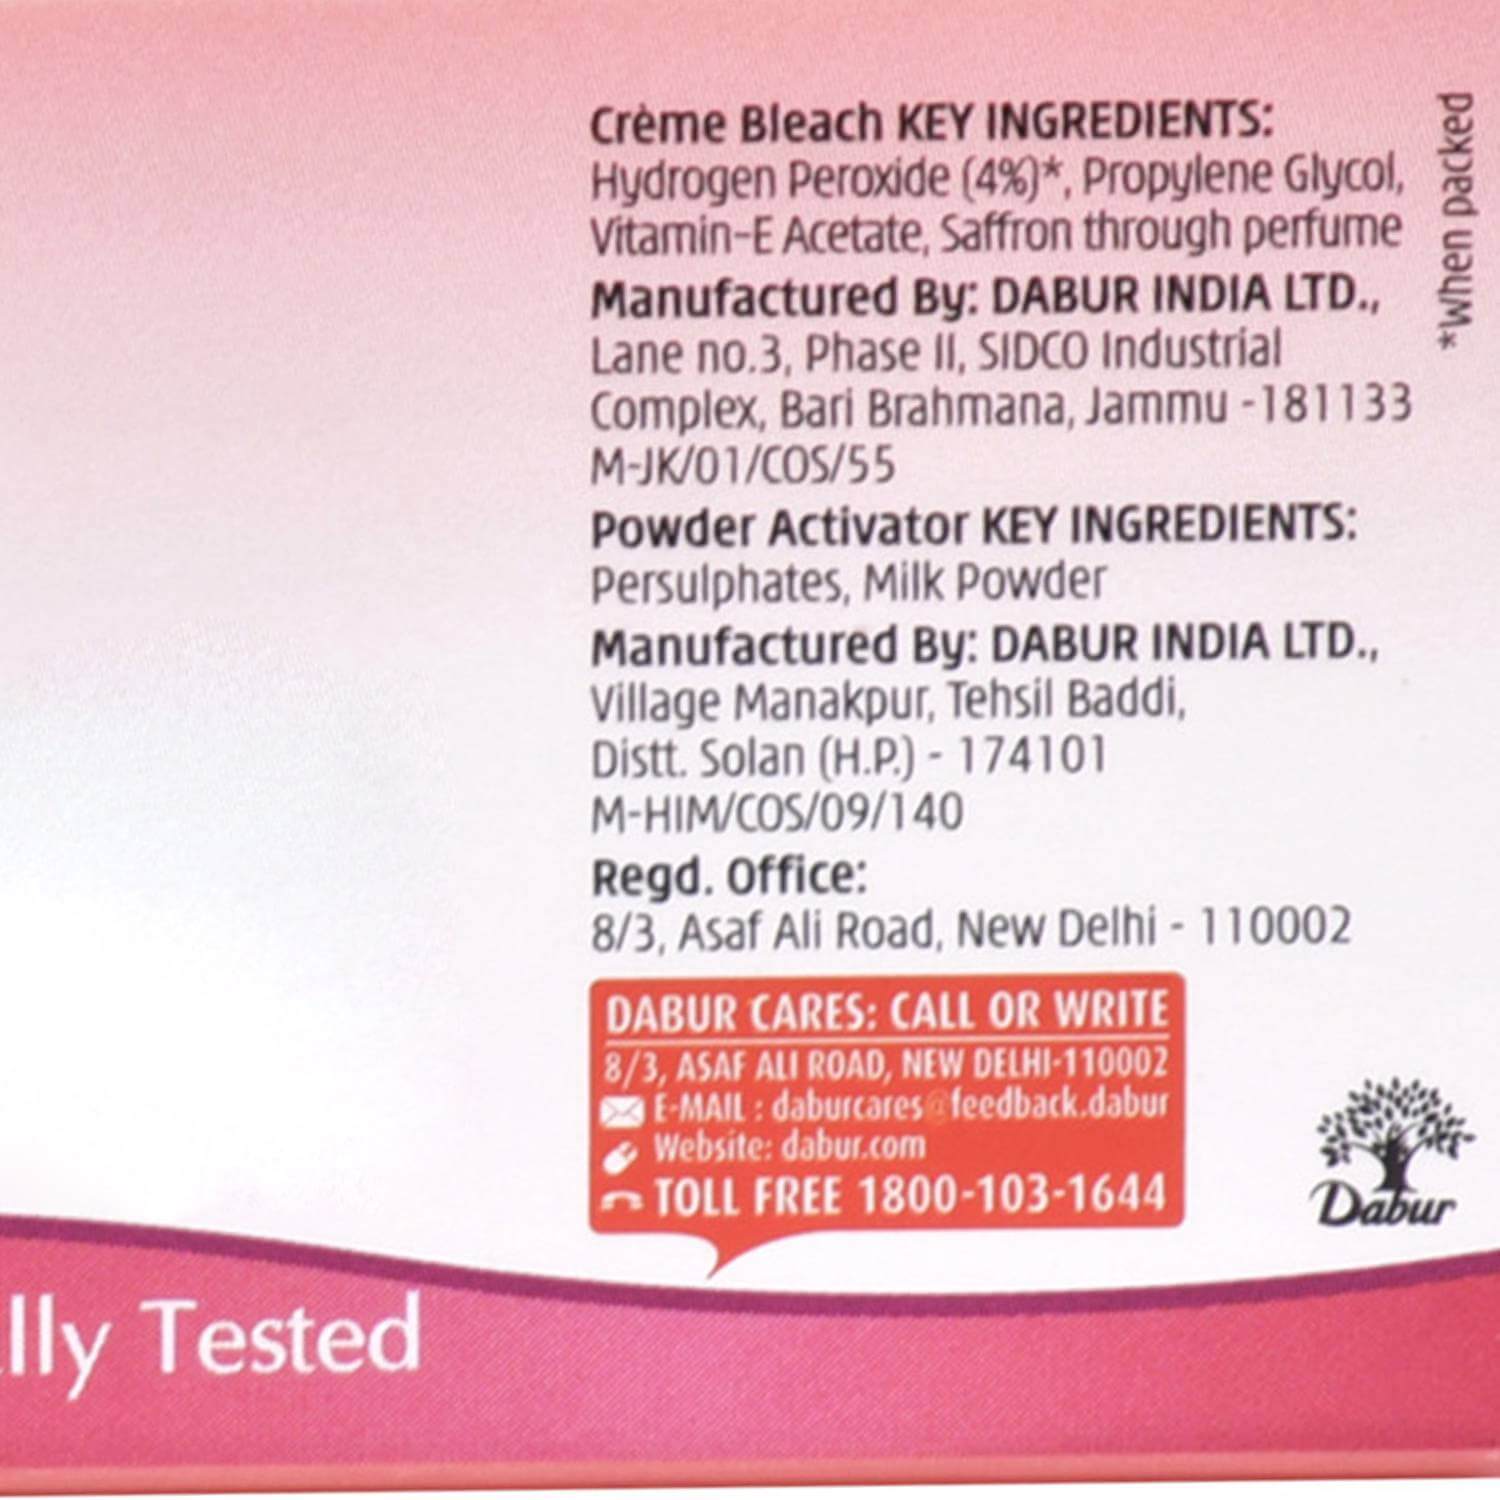 Crème Bleach KEY INGREDIENTS:
Hydrogen Peroxide (4%)*, Propylene Glycol,
Vitamin-E Acetate, Saffron through perfume
*When packed
Manufactured By: DABUR INDIA LTD.,
Lane no.3, Phase II, SIDCO Industrial
Complex, Bari Brahmana, Jammu -181133
M-JK/01/COS/55
Powder Activator KEY INGREDIENTS:
Persulphates, Milk Powder
Manufactured By: DABUR INDIA LTD.,
Village Manakpur, Tehsil Baddi,
Distt. Solan (H.P.) - 174101
M-HIM/COS/09/140
Regd. Office:
8/3, Asaf Ali Road, New Delhi - 110002
DABUR CARES: CALL OR WRITE
8/3, ASAF ALI ROAD, NEW DELHI-110002
E-MAIL : daburcares@feedback.dabur
Website: dabur.com
TOLL FREE 1800-103-1644
Dabur
lly Tested